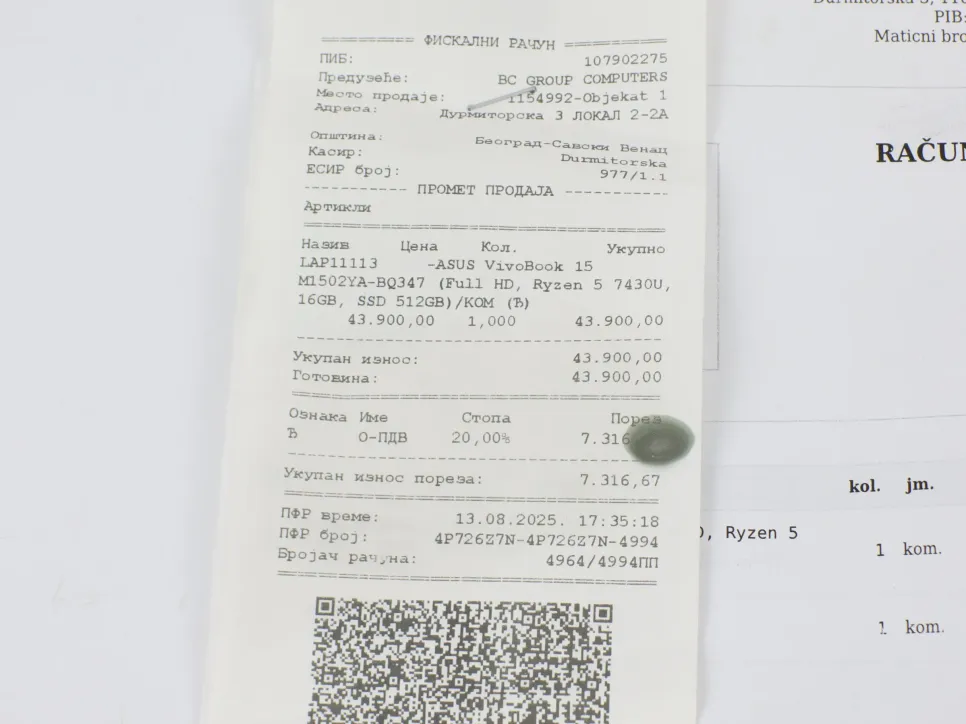 ============ ФИСКАЛНИ РАЧУН ============
ПИБ: 107902275
Предузеће: BC GROUP COMPUTERS
Место продаје: 1154992-Objekat 1
Адреса: Дурмиторска 3 ЛОКАЛ 2-2А
Општина: Београд-Савски Венац
Касир: Durmitorska
ЕСИР број: 977/1.1
----------- ПРОМЕТ ПРОДАЈА -----------
Артикли
Назив Цена Кол. Укупно
LAP11113 -ASUS VivoBook 15
M1502YA-BQ347 (Full HD, Ryzen 5 7430U,
16GB, SSD 512GB)/КОМ (Ђ)
43.900,00 1,000 43.900,00
Укупан износ: 43.900,00
Готовина: 43.900,00
Ознака Име Стопа Порез
Ђ О-ПДВ 20,00% 7.316
Укупан износ пореза: 7.316,67
ПФР време: 13.08.2025. 17:35:18
ПФР број: 4P726Z7N-4P726Z7N-4994
Бројач рачуна: 4964/4994ПП
PIB:
Maticni bro
RAČUN
kol. jm.
, Ryzen 5
1 kom.
1 kom.